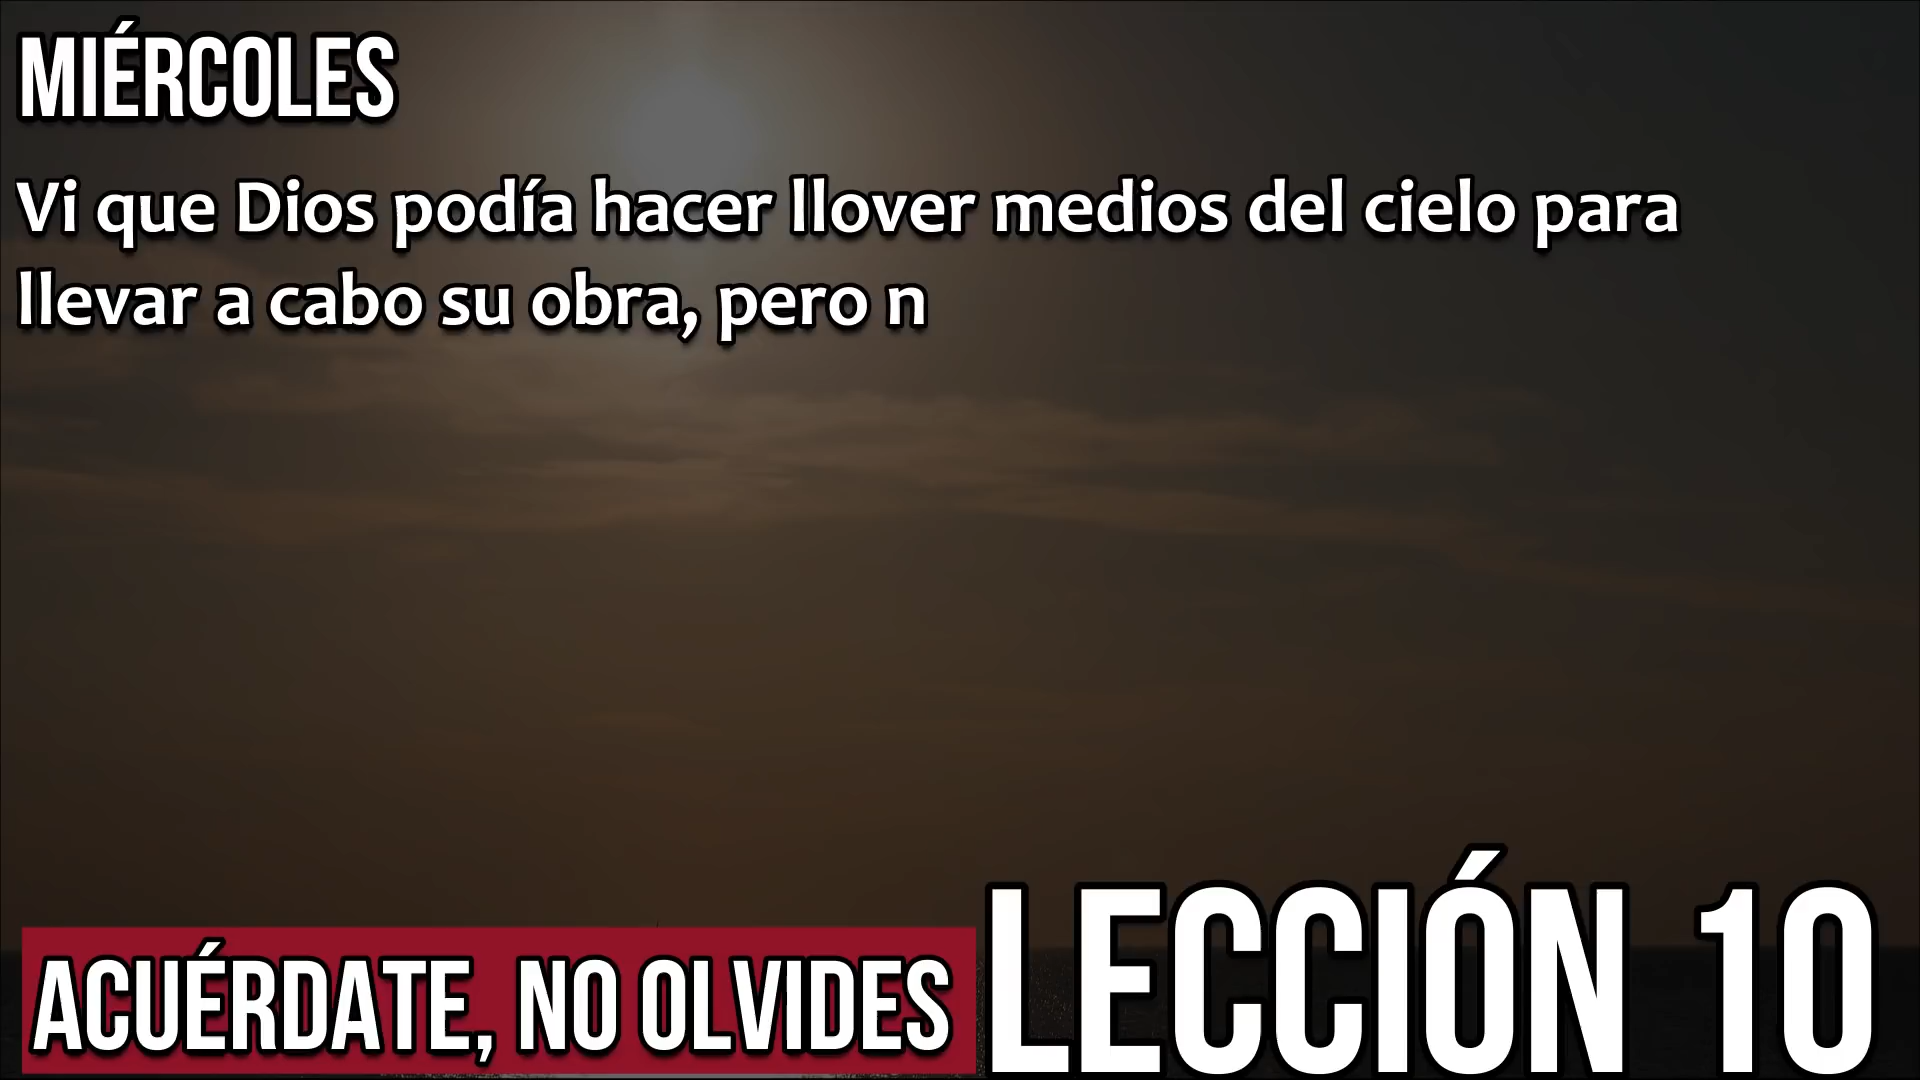 MIÉRCOLES
Vi que Dios podía hacer llover medios del cielo para
llevar a cabo su obra, pero n
ACUÉRDATE, NO OLVIDES
LECCIÓN 10